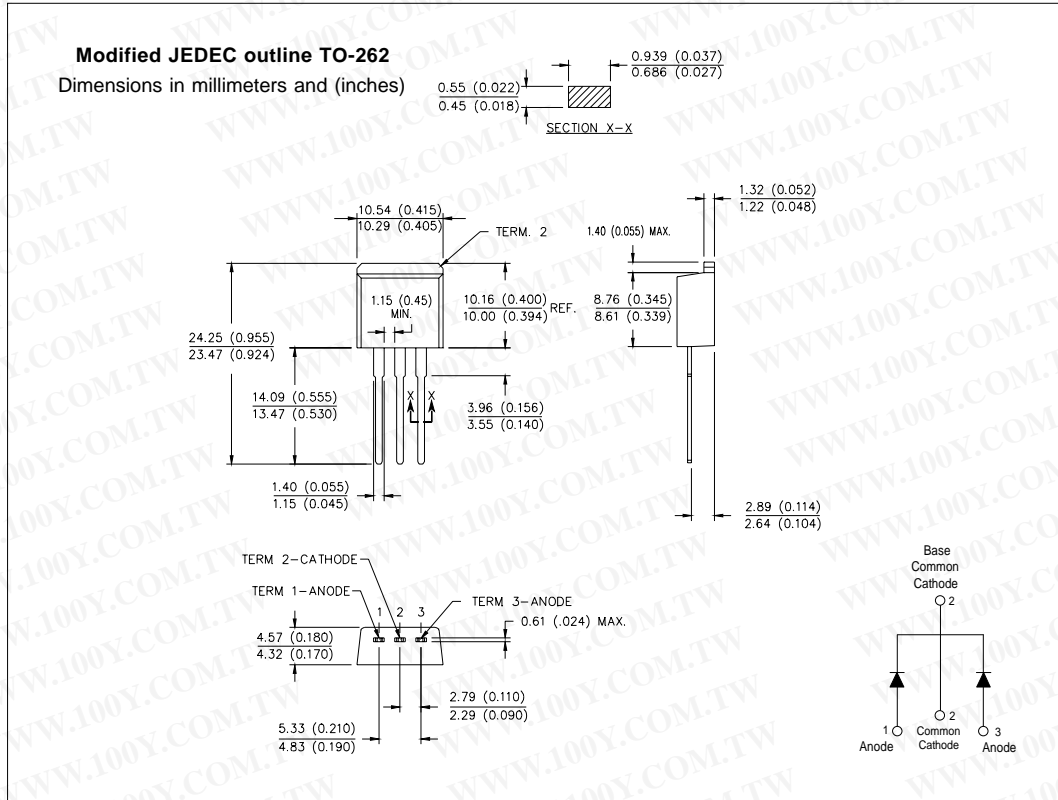 Modified JEDEC outline TO-262
Dimensions in millimeters and (inches)
0.939 (0.037)
0.686 (0.027)
0.55 (0.022)
0.45 (0.018)
SECTION X-X
10.54 (0.415)
10.29 (0.405)
TERM. 2
1.32 (0.052)
1.22 (0.048)
1.40 (0.055) MAX.
1.15 (0.45)
MIN.
10.16 (0.400)
10.00 (0.394)
REF.
8.76 (0.345)
8.61 (0.339)
24.25 (0.955)
23.47 (0.924)
14.09 (0.555)
13.47 (0.530)
X X
3.96 (0.156)
3.55 (0.140)
1.40 (0.055)
1.15 (0.045)
2.89 (0.114)
2.64 (0.104)
TERM 2-CATHODE
TERM 1-ANODE
TERM 3-ANODE
1 2 3
0.61 (.024) MAX.
4.57 (0.180)
4.32 (0.170)
2.79 (0.110)
2.29 (0.090)
5.33 (0.210)
4.83 (0.190)
Base
Common
Cathode
2
2
1
Anode
Common
Cathode
3
Anode
WWW.100Y.COM.TW